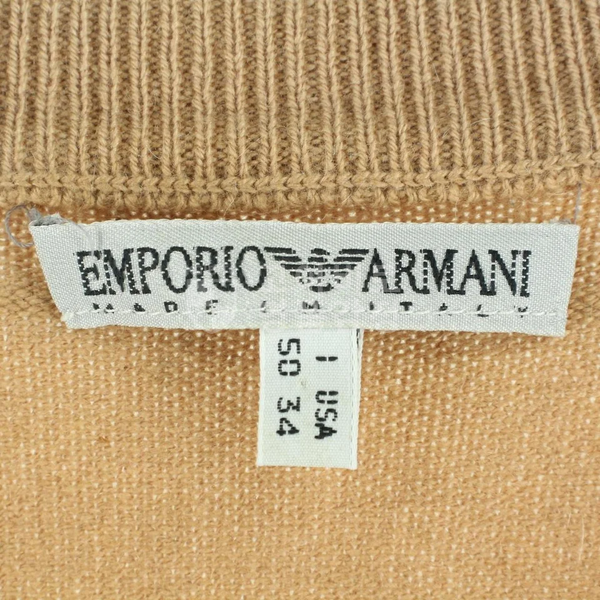 EMPORIO ARMANI
MADE IN ITALY
I USA
50 34